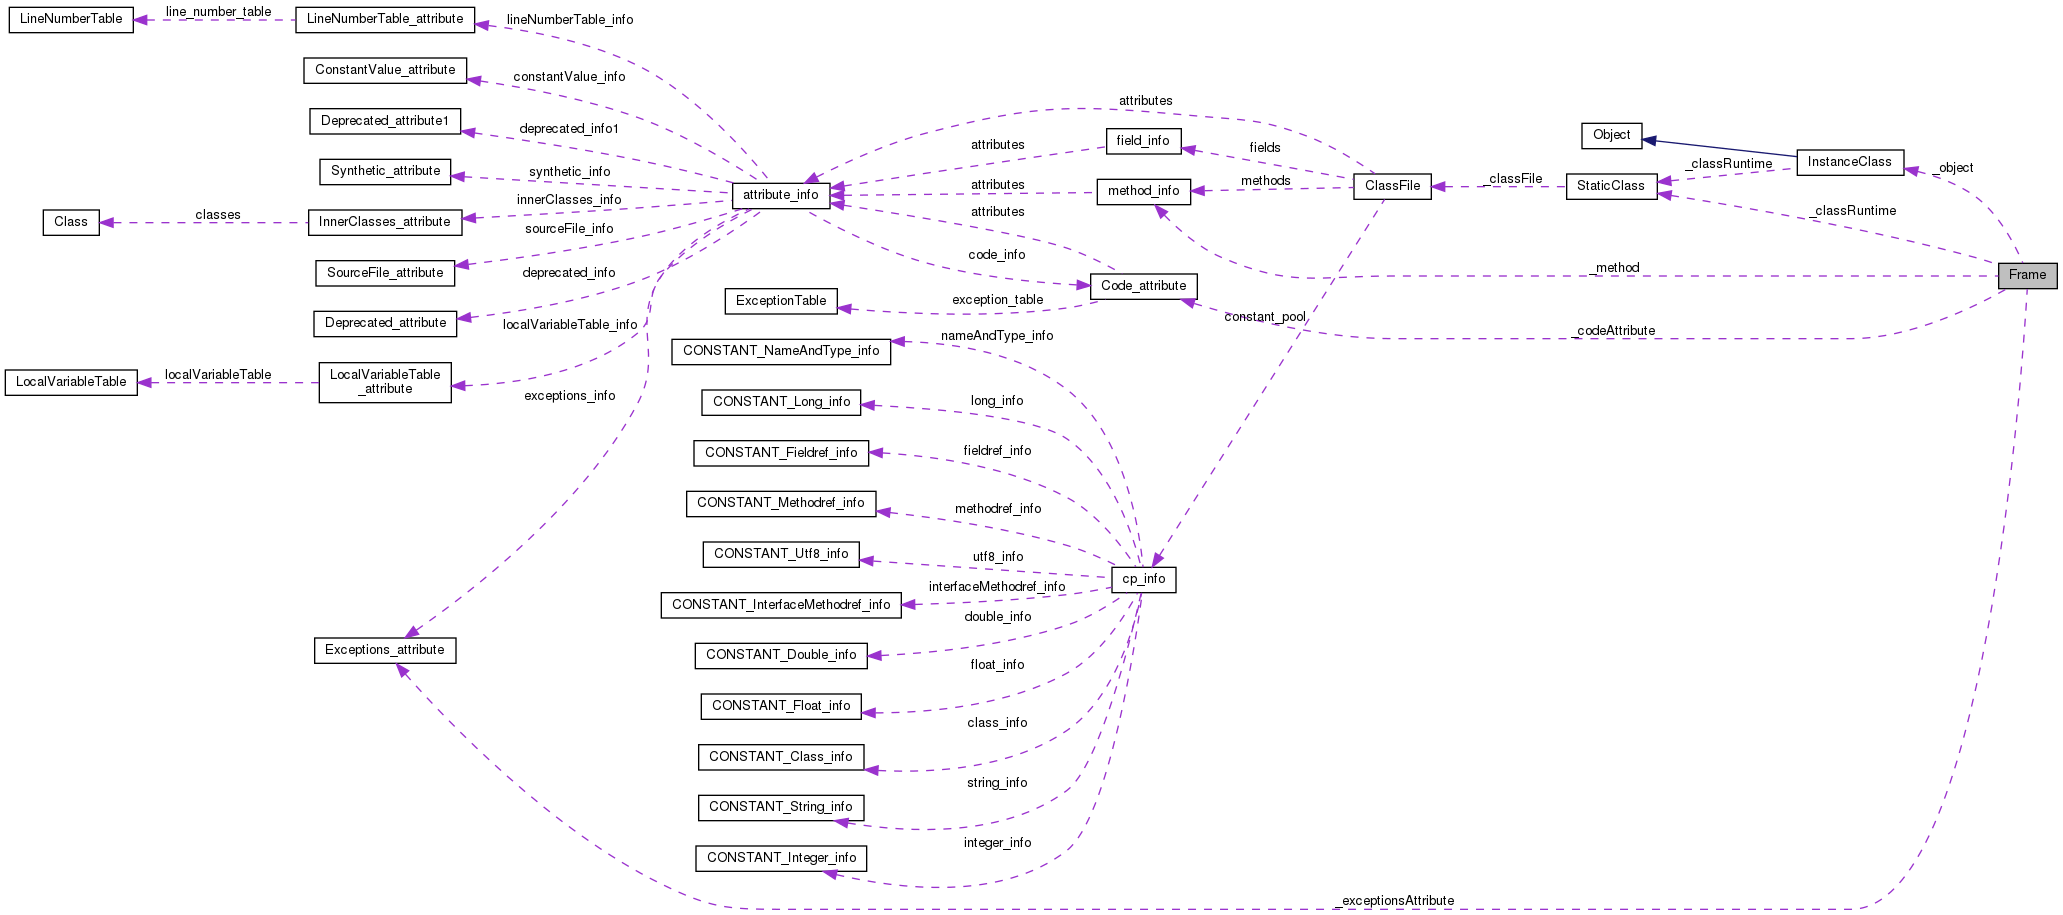 LineNumberTable
line_number_table
LineNumberTable_attribute
lineNumberTable_info
ConstantValue_attribute
constantValue_info
Deprecated_attribute1
deprecated_info1
Synthetic_attribute
synthetic_info
Class
classes
InnerClasses_attribute
innerClasses_info
sourceFile_info
SourceFile_attribute
deprecated_info
Deprecated_attribute
localVariableTable_info
LocalVariableTable
localVariableTable
LocalVariableTable
_attribute
exceptions_info
Exceptions_attribute
attribute_info
attributes
attributes
attributes
attributes
code_info
field_info
fields
method_info
methods
ClassFile
_classFile
StaticClass
Object
_classRuntime
InstanceClass
_object
_classRuntime
Frame
_method
Code_attribute
_codeAttribute
ExceptionTable
exception_table
constant_pool
CONSTANT_NameAndType_info
nameAndType_info
CONSTANT_Long_info
long_info
CONSTANT_Fieldref_info
fieldref_info
CONSTANT_Methodref_info
methodref_info
CONSTANT_Utf8_info
utf8_info
cp_info
CONSTANT_InterfaceMethodref_info
interfaceMethodref_info
double_info
CONSTANT_Double_info
float_info
CONSTANT_Float_info
class_info
CONSTANT_Class_info
string_info
CONSTANT_String_info
integer_info
CONSTANT_Integer_info
_exceptionsAttribute